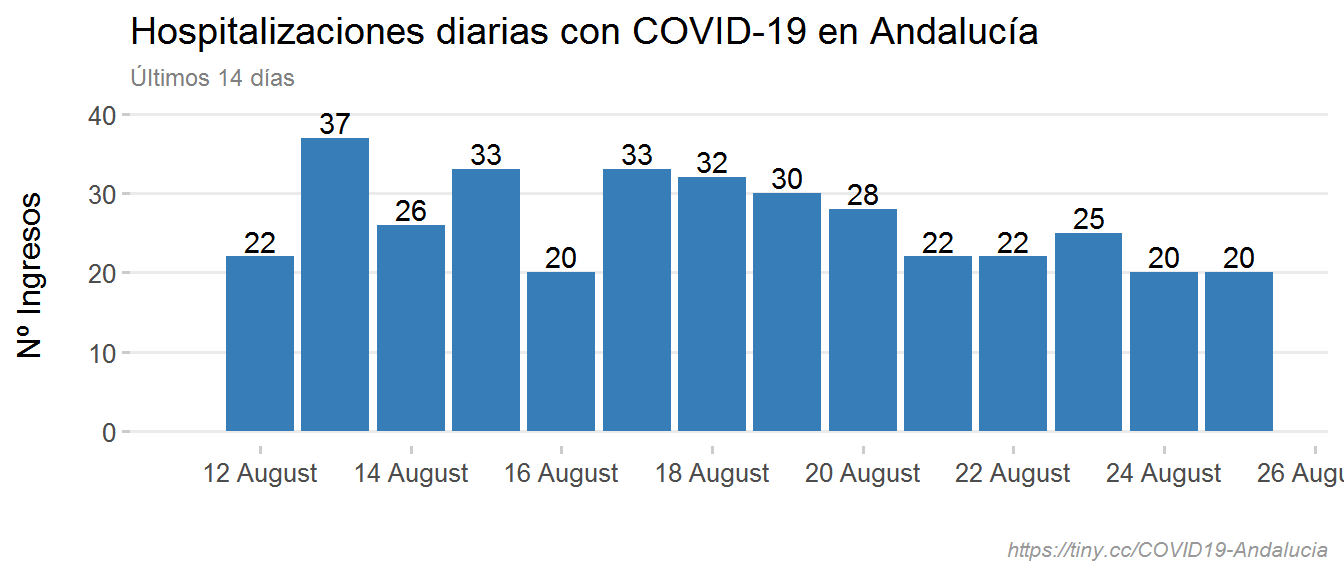 Hospitalizaciones diarias con COVID-19 en Andalucía
Últimos 14 días
Nº Ingresos
40
30
20
10
0
22
37
26
33
20
33
32
30
28
22
22
25
20
20
12 August
14 August
16 August
18 August
20 August
22 August
24 August
26 Augu
https://tiny.cc/COVID19-Andalucia